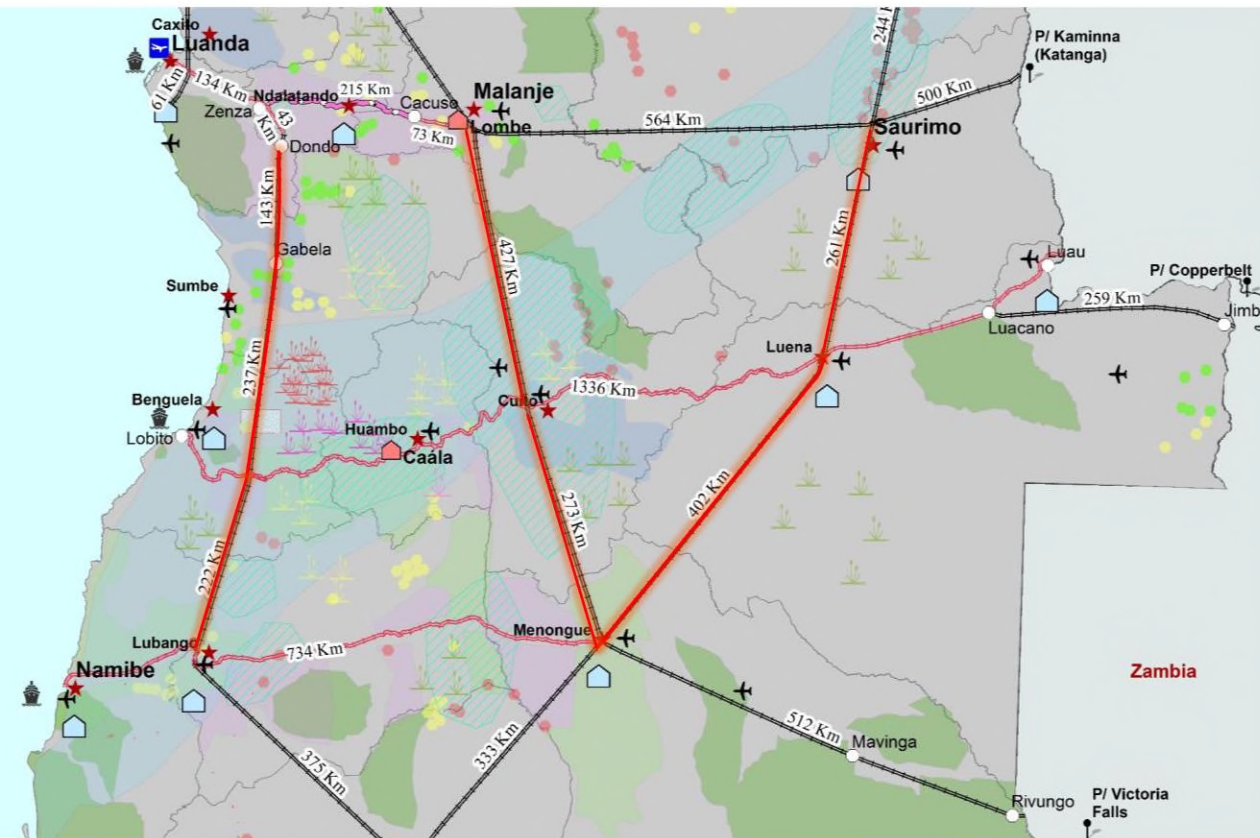 Caxito
Luanda
61 Km
134 Km
Zenza
43
Km
Ndalatando
215 Km
Cacuso
73 Km
Dondo
Malanje
Lombe
564 Km
244
500 Km
P/ Kaminna
(Katanga)
Saurimo
143 Km
Gabela
427 Km
261 Km
Luau
P/ Copperbelt
Sumbe
259 Km
Luacano
Jimb
237 Km
Luena
1336 Km
Benguela
Cuito
Lobito
Huambo
Caála
402 Km
273 Km
222 Km
Lubango
Menongue
734 Km
Namibe
Zambia
512 Km
Mavinga
375 Km
333 Km
Rivungo
P/ Victoria
Falls